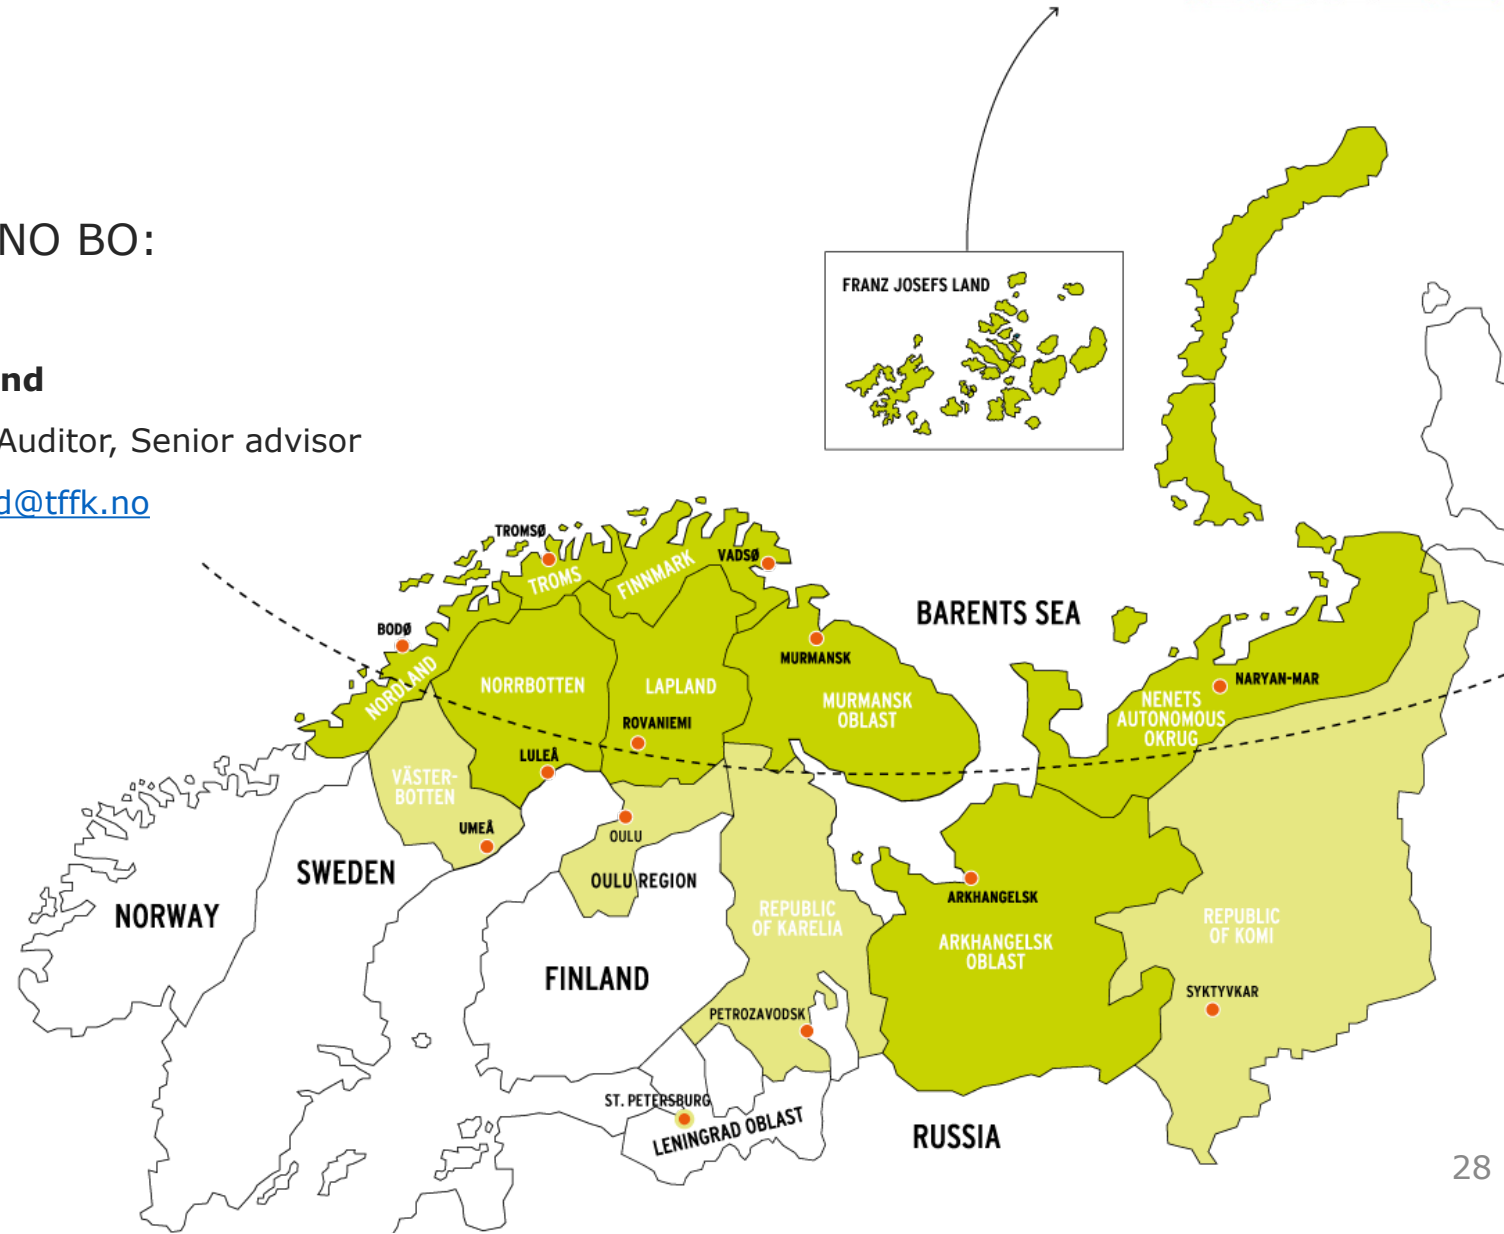 NO BO:
nd
Auditor, Senior advisor
d@tffk.no
FRANZ JOSEFS LAND
TROMSØ
TROMS
FINNMARK
VADSØ
BARENTS SEA
BODØ
NORDLAND
NORRBOTTEN
LAPLAND
MURMANSK
MURMANSK
OBLAST
NARYAN-MAR
NENETS
AUTONOMOUS
OKRUG
ROVANIEMI
LULEÅ
VÄSTER-
BOTTEN
UMEÅ
OULU
OULU REGION
SWEDEN
NORWAY
FINLAND
REPUBLIC
OF KARELIA
ARKHANGELSK
ARKHANGELSK
OBLAST
REPUBLIC
OF KOMI
SYKTYVKAR
PETROZAVODSK
ST. PETERSBURG
LENINGRAD OBLAST
RUSSIA
28